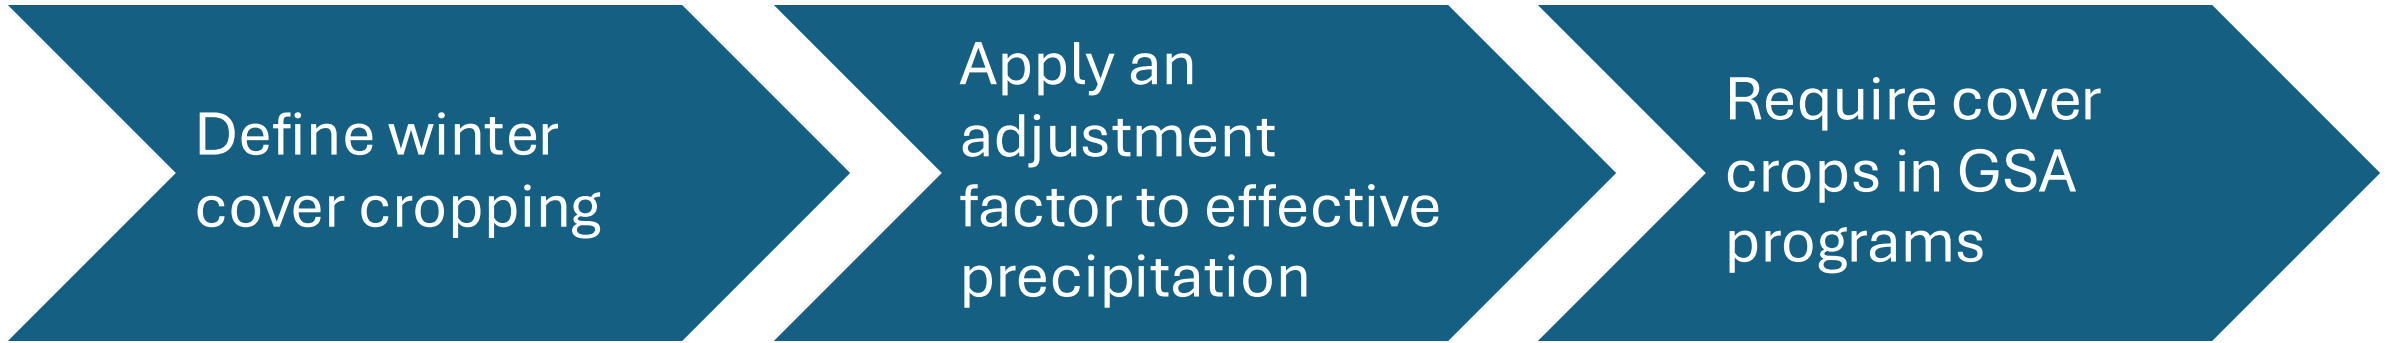 Define winter
cover cropping
Apply an
adjustment
factor to effective
precipitation
Require cover
crops in GSA
programs